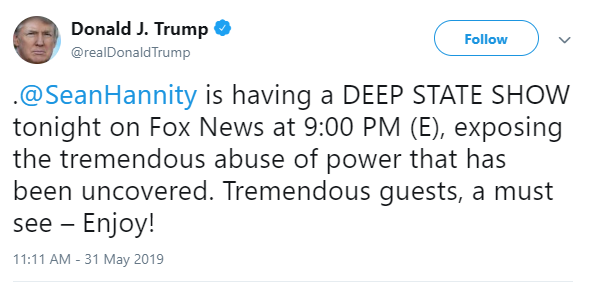 Donald J. Trump
@realDonaldTrump
Follow
.@SeanHannity is having a DEEP STATE SHOW
tonight on Fox News at 9:00 PM (E), exposing
the tremendous abuse of power that has
been uncovered. Tremendous guests, a must
see – Enjoy!
11:11 AM - 31 May 2019